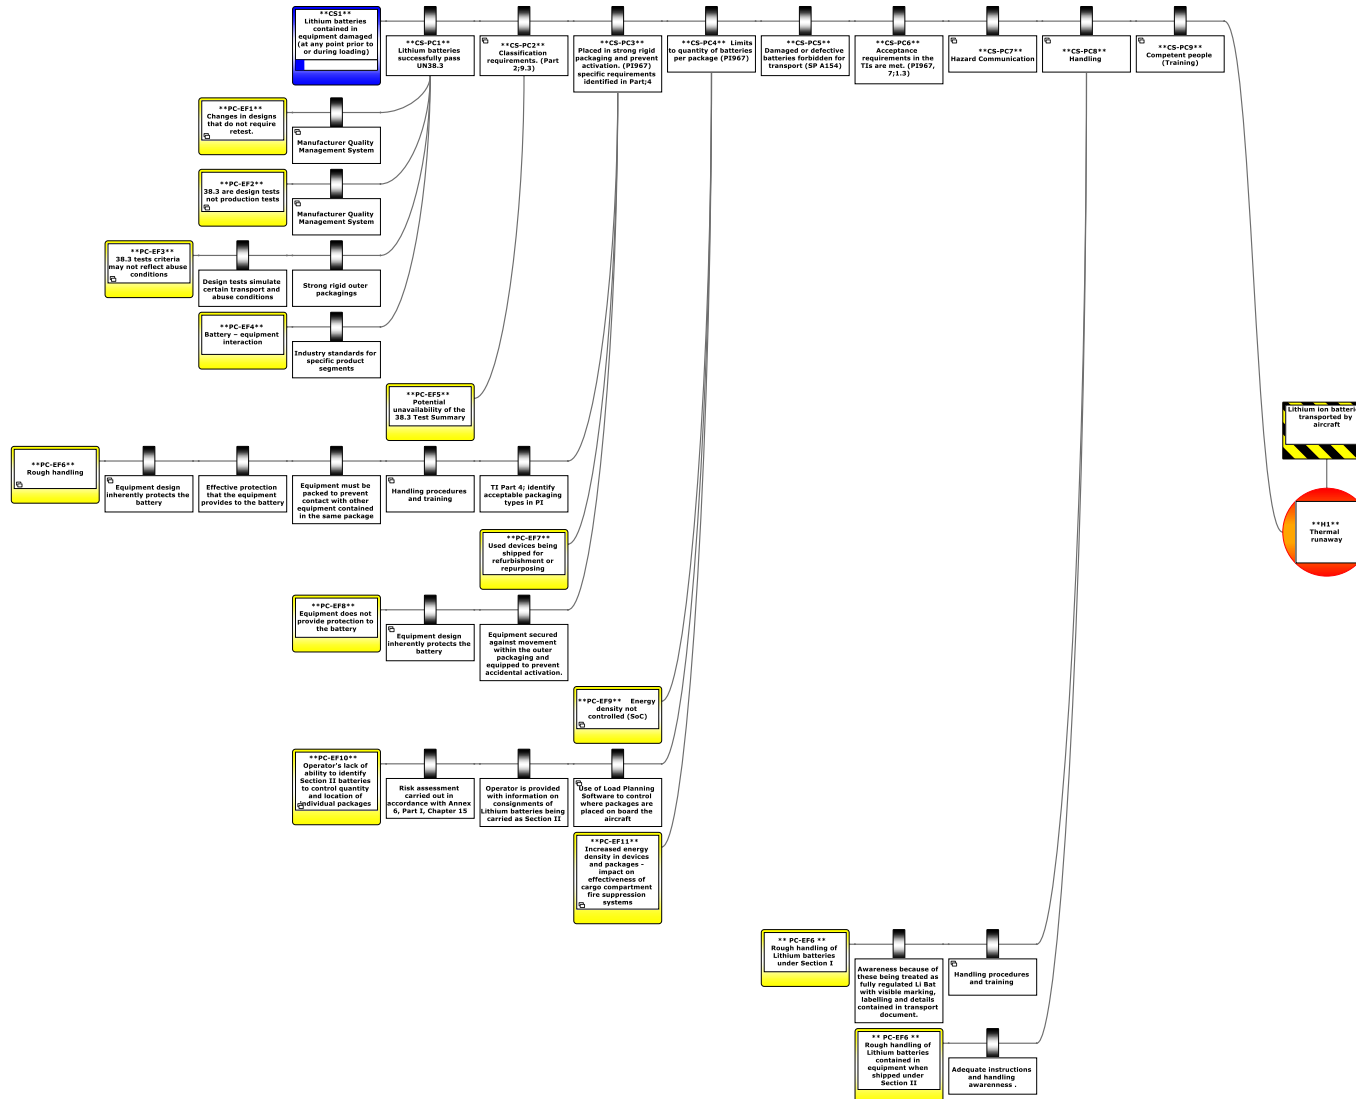 **CS1**
Lithium batteries
contained in
equipment damaged
(at any point prior to
or during loading)
**CS-PC1**
Lithium batteries
successfully pass
UN38.3
**CS-PC2**
Classification
requirements. (Part
2;9.3)
**CS-PC3**
Placed in strong rigid
packaging and prevent
activation. (PI967)
specific requirements
identified in Part;4
**CS-PC4** Limits
to quantity of batteries
per package (PI967)
**CS-PC5**
Damaged or defective
batteries forbidden for
transport (SP A154)
**CS-PC6**
Acceptance
requirements in the
TIs are met. (PI967,
7;1.3)
**CS-PC7**
Hazard Communication
**CS-PC8**
Handling
**CS-PC9**
Competent people
(Training)
**PC-EF1**
Changes in designs
that do not require
retest.
Manufacturer Quality
Management System
**PC-EF2**
38.3 are design tests
not production tests
Manufacturer Quality
Management System
**PC-EF3**
38.3 tests criteria
may not reflect abuse
conditions
Design tests simulate
certain transport and
abuse conditions
Strong rigid outer
packagings
**PC-EF4**
Battery – equipment
interaction
Industry standards for
specific product
segments
**PC-EF5**
Potential
unavailability of the
38.3 Test Summary
Lithium ion batterie
transported by
aircraft
**H1**
Thermal
runaway
**PC-EF6**
Rough handling
Equipment design
inherently protects the
battery
Effective protection
that the equipment
provides to the battery
Equipment must be
packed to prevent
contact with other
equipment contained
in the same package
Handling procedures
and training
TI Part 4; identify
acceptable packaging
types in PI
**PC-EF7**
Used devices being
shipped for
refurbishment or
repurposing
**PC-EF8**
Equipment does not
provide protection to
the battery
Equipment design
inherently protects the
battery
Equipment secured
against movement
within the outer
packaging and
equipped to prevent
accidental activation.
**PC-EF9** Energy
density not
controlled (SoC)
**PC-EF10**
Operator's lack of
ability to identify
Section II batteries
to control quantity
and location of
individual packages
Risk assessment
carried out in
accordance with Annex
6, Part I, Chapter 15
Operator is provided
with information on
consignments of
Lithium batteries being
carried as Section II
Use of Load Planning
Software to control
where packages are
placed on board the
aircraft
**PC-EF11**
Increased energy
density in devices
and packages -
impact on
effectiveness of
cargo compartment
fire suppression
systems
** PC-EF6 **
Rough handling of
Lithium batteries
under Section I
Awareness because of
these being treated as
fully regulated Li Bat
with visible marking,
labelling and details
contained in transport
document.
Handling procedures
and training
** PC-EF6 **
Rough handling of
Lithium batteries
contained in
equipment when
shipped under
Section II
Adequate instructions
and handling
awarenness .